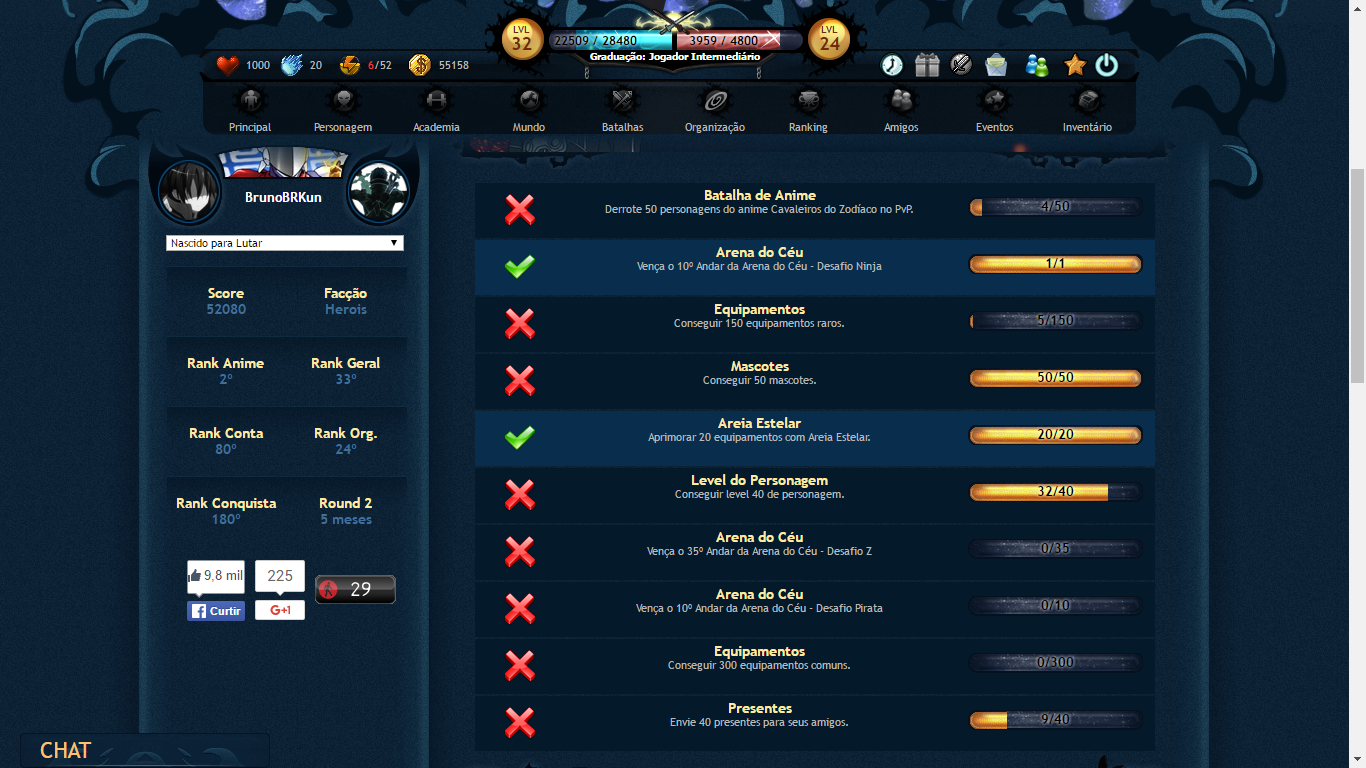 LVL
32
22509 / 28480
3959 / 4800
LVL
24
Graduação: Jogador Intermediário
1000
20
6/52
55158
Principal
Personagem
Academia
Mundo
Batalhas
Organização
Ranking
Amigos
Eventos
Inventário
BrunoBRKun
Nascido para Lutar
Score
Facção
52080
Herois
Rank Anime
Rank Geral
2º
33º
Rank Conta
Rank Org.
80º
24º
Rank Conquista
Round 2
180º
5 meses
9,8 mil
225
29
Curtir
G+1
Batalha de Anime
Derrote 50 personagens do anime Cavaleiros do Zodíaco no PvP.
4/50
Arena do Céu
Vença o 10º Andar da Arena do Céu - Desafio Ninja
1/1
Equipamentos
Conseguir 150 equipamentos raros.
5/150
Mascotes
Conseguir 50 mascotes.
50/50
Areia Estelar
Aprimorar 20 equipamentos com Areia Estelar.
20/20
Level do Personagem
Conseguir level 40 de personagem.
32/40
Arena do Céu
Vença o 35º Andar da Arena do Céu - Desafio Z
0/35
Arena do Céu
Vença o 10º Andar da Arena do Céu - Desafio Pirata
0/10
Equipamentos
Conseguir 300 equipamentos comuns.
0/300
Presentes
Envie 40 presentes para seus amigos.
9/40
CHAT